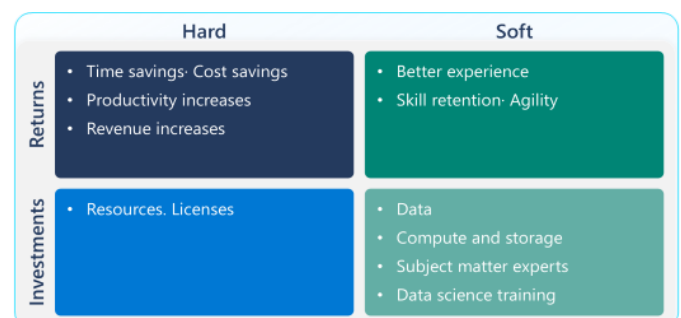 Hard
Soft
Returns
• Time savings· Cost savings
• Productivity increases
• Revenue increases
• Better experience
• Skill retention· Agility
Investments
• Resources. Licenses
• Data
• Compute and storage
• Subject matter experts
• Data science training